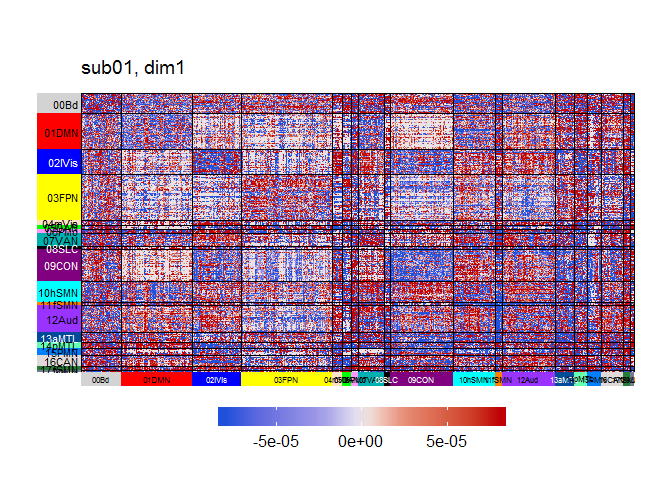 sub01, dim1
00Bd
01DMN
02lVis
03FPN
04mVis
07VAN
08SLC
09CON
10hSMN
11fSMN
12Aud
13aMTL
15PMN
16CAN
00Bd 01DMN 02lVis 03FPN 09CON 10hSMN 12Aud
-5e-05 0e+00 5e-05